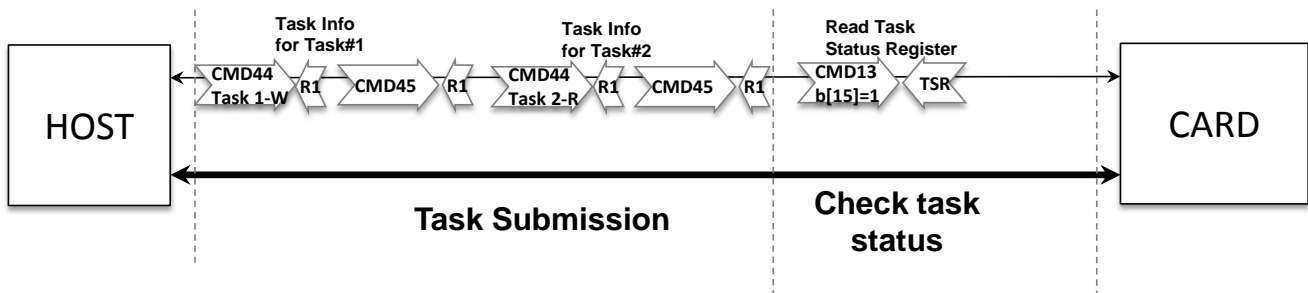 Task Info
for Task#1
Task Info
for Task#2
Read Task
Status Register
HOST
CMD44
Task 1-W
R1
CMD45
R1
CMD44
Task 2-R
R1
CMD45
R1
CMD13
b[15]=1
TSR
CARD
Task Submission
Check task
status